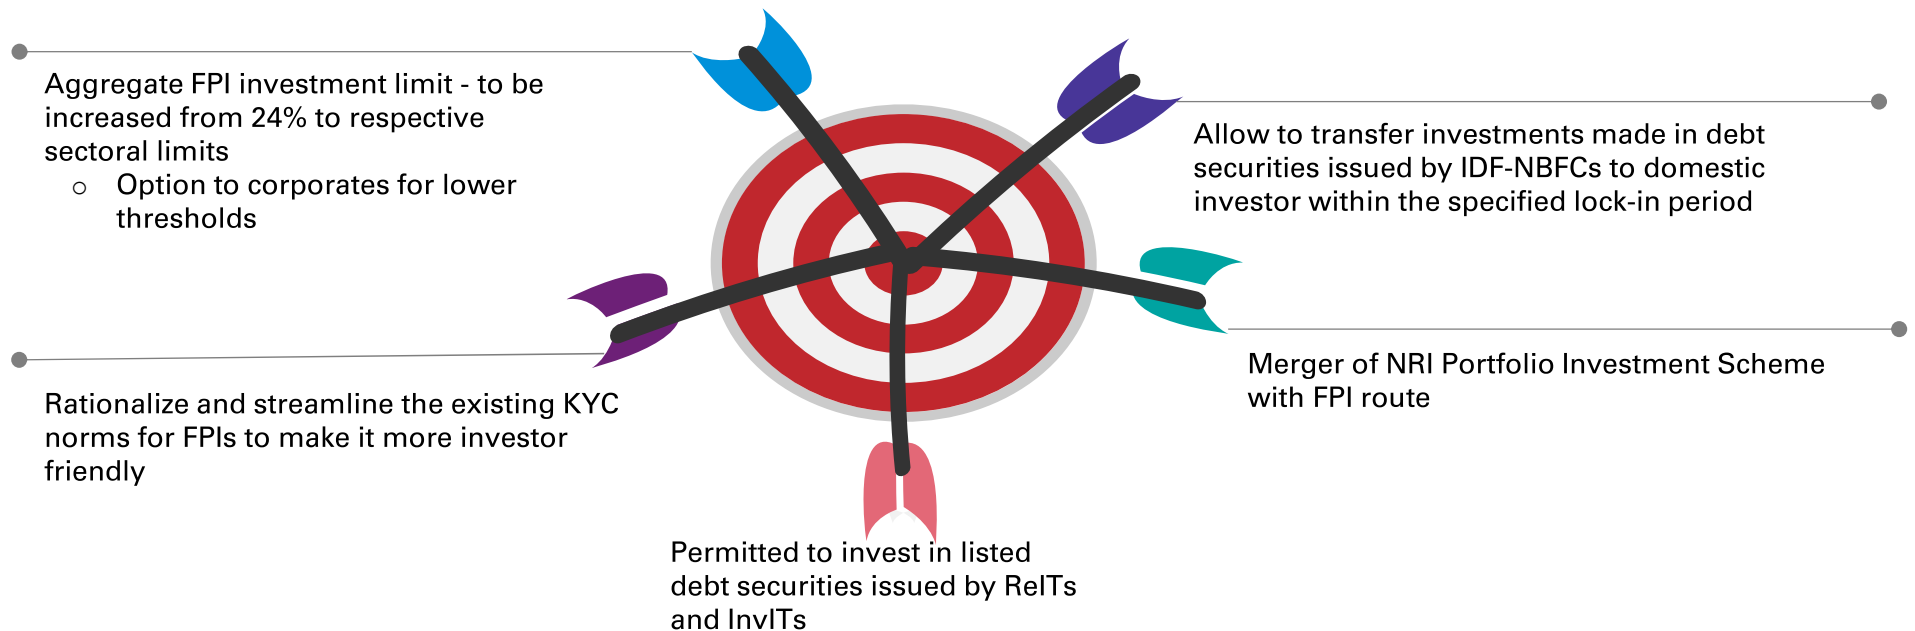 Aggregate FPI investment limit - to be
increased from 24% to respective
sectoral limits
o Option to corporates for lower
thresholds
Allow to transfer investments made in debt
securities issued by IDF-NBFCs to domestic
investor within the specified lock-in period
Rationalize and streamline the existing KYC
norms for FPIs to make it more investor
friendly
Merger of NRI Portfolio Investment Scheme
with FPI route
Permitted to invest in listed
debt securities issued by ReITs
and InvITs